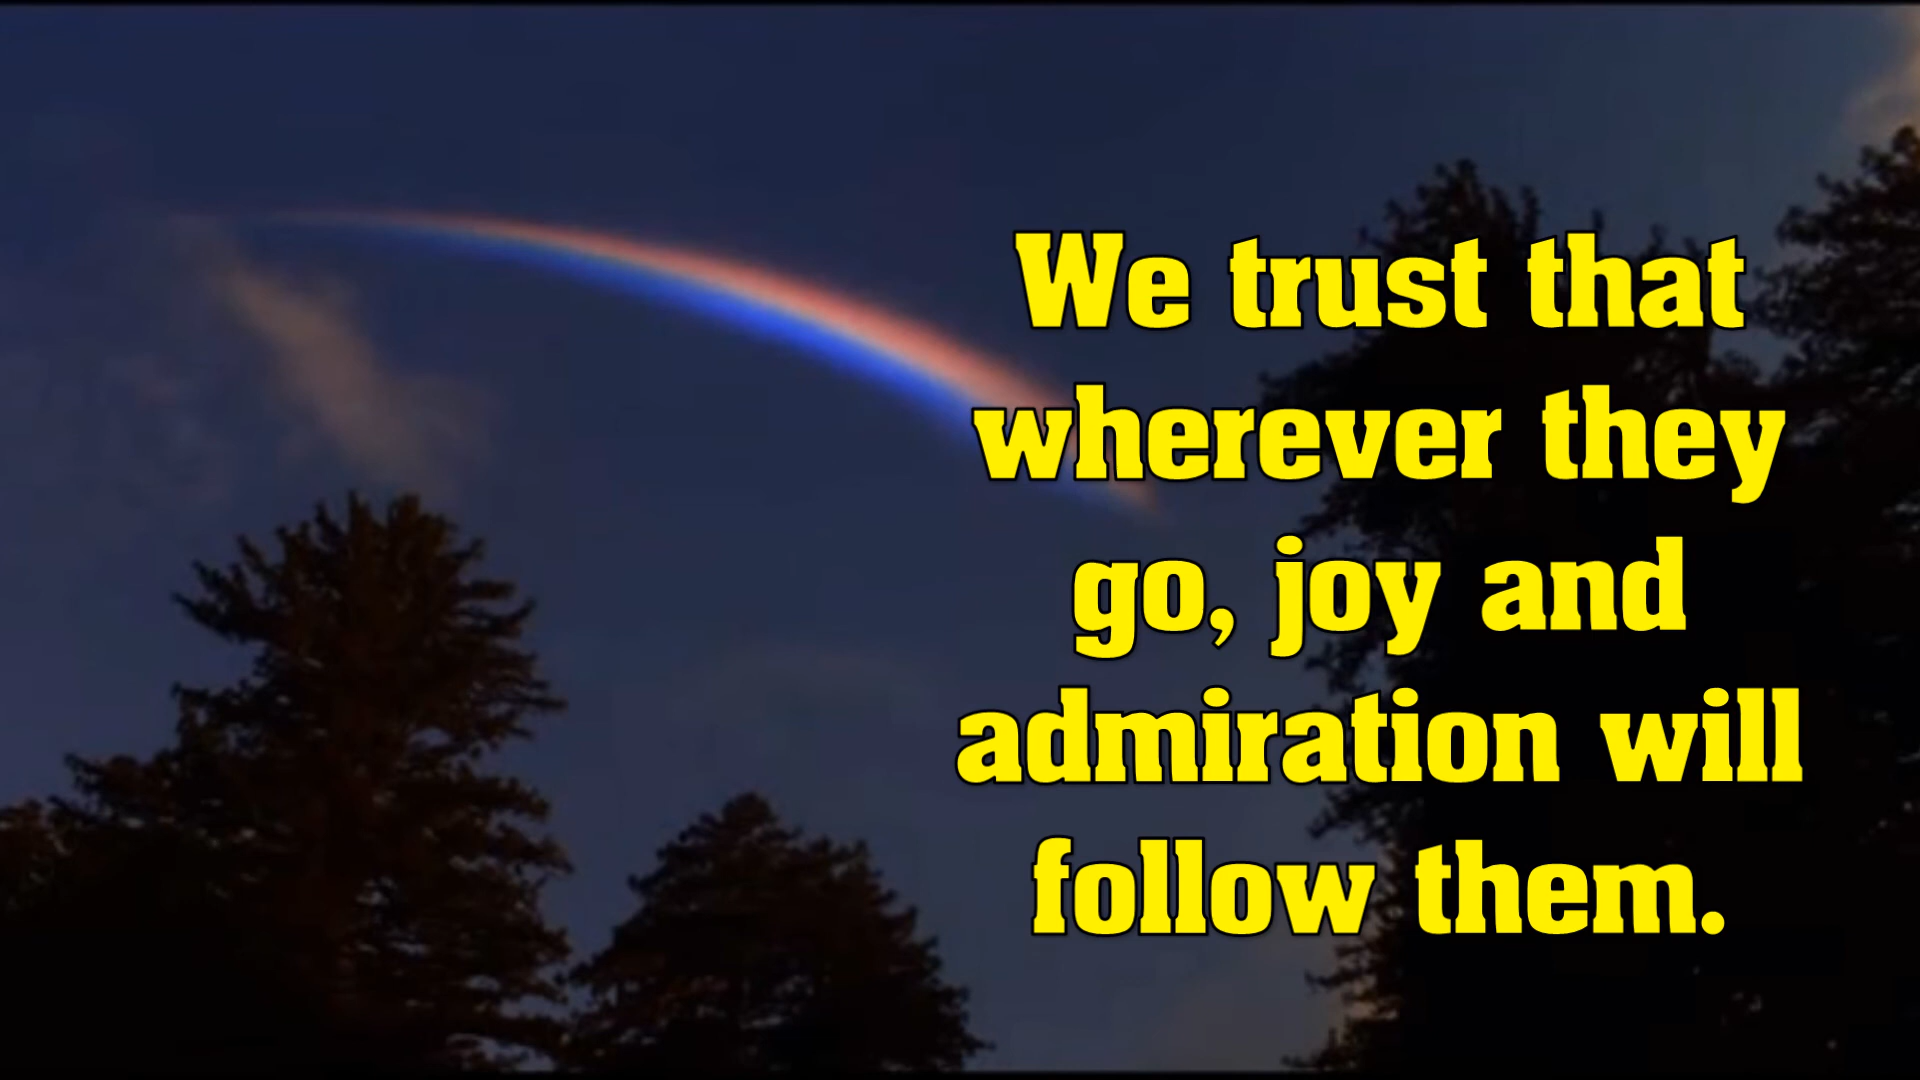 We trust that
wherever they
go, joy and
admiration will
follow them.